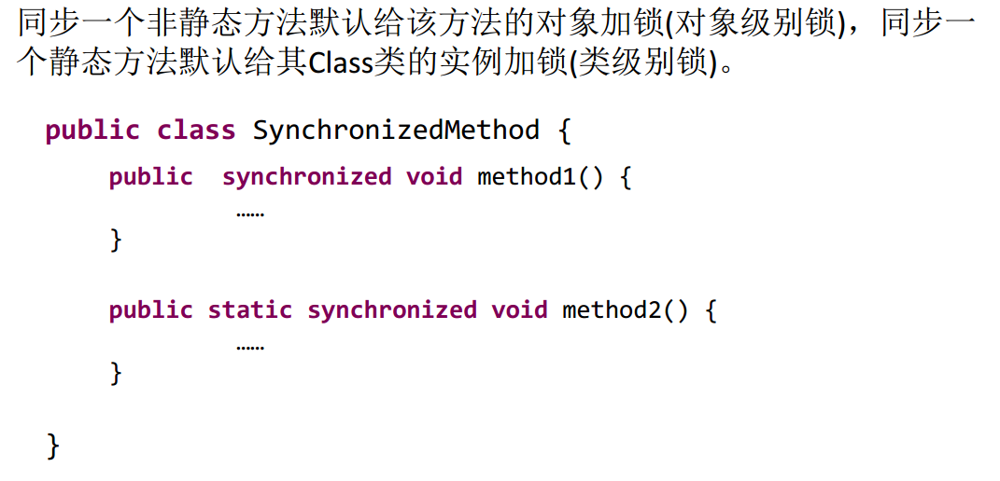 同步一个非静态方法默认给该方法的对象加锁(对象级别锁)，同步一
个静态方法默认给其Class类的实例加锁(类级别锁)。
public class SynchronizedMethod {
public synchronized void method1() {
……
}
public static synchronized void method2() {
……
}
}